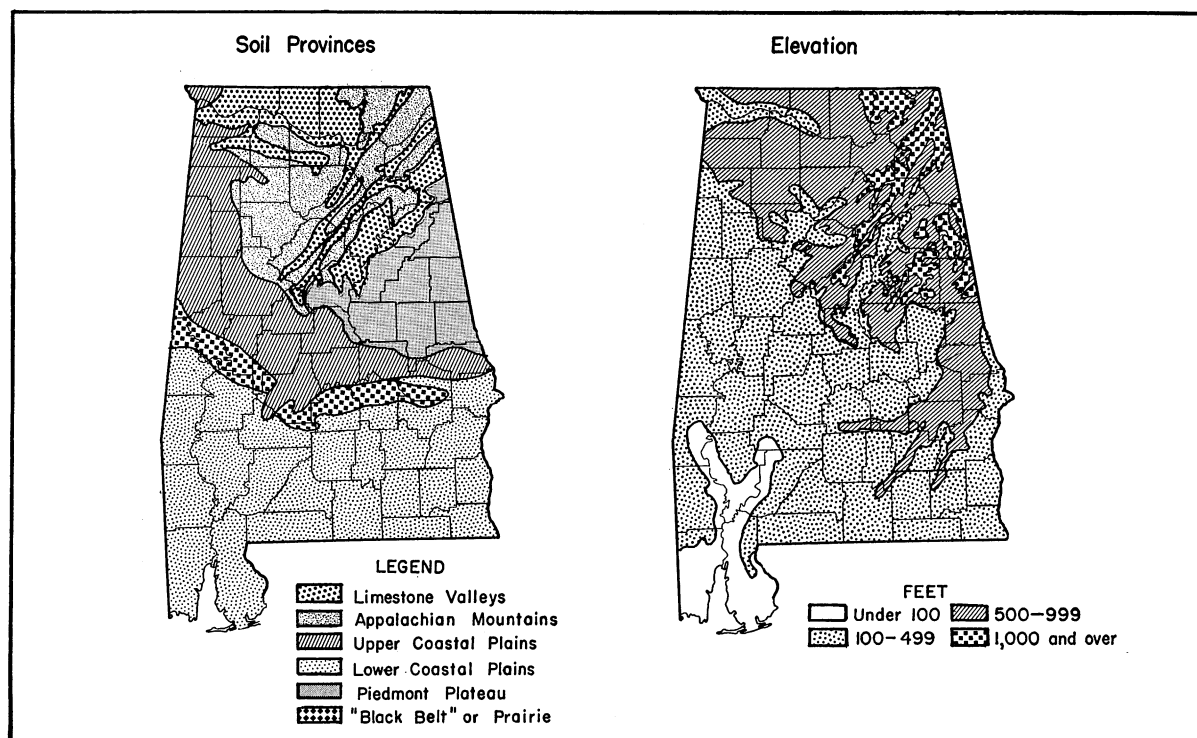 Soil Provinces
Elevation
LEGEND
Limestone Valleys
Appalachian Mountains
Upper Coastal Plains
Lower Coastal Plains
Piedmont Plateau
"Black Belt" or Prairie
FEET
Under 100
500-999
100-499
1,000 and over